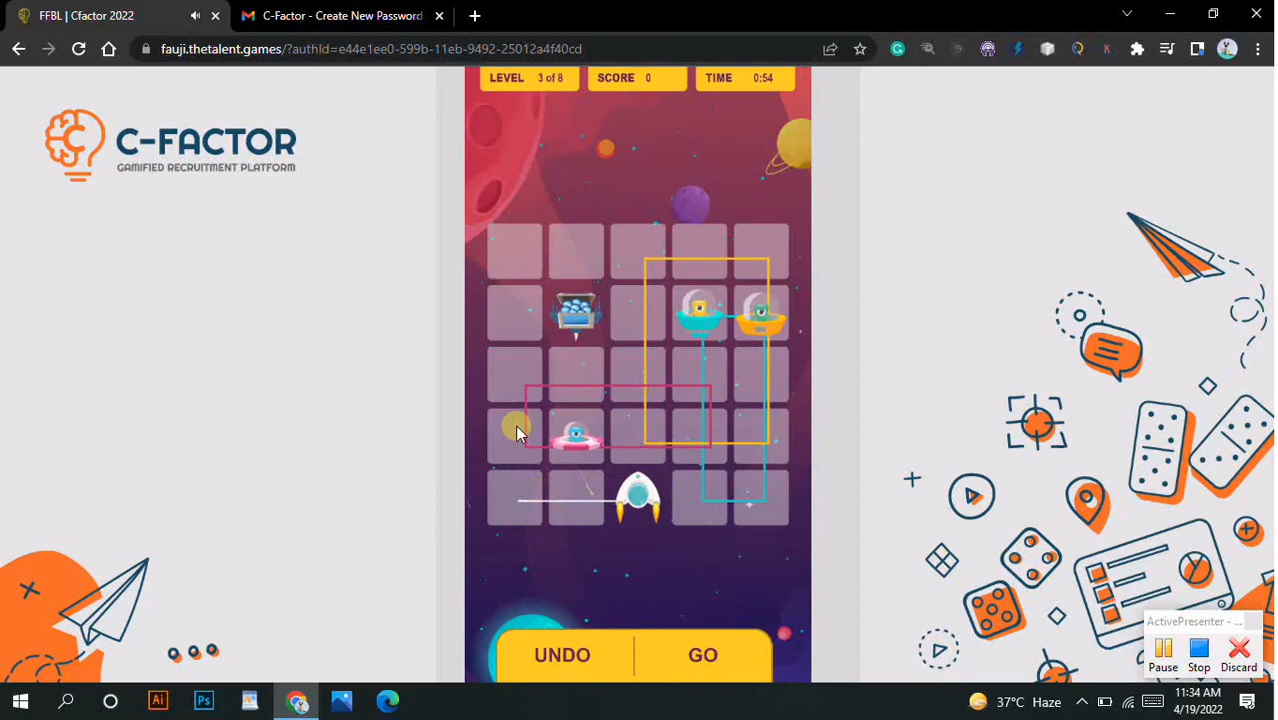 FFBL | Cfactor 2022
C-Factor - Create New Password
fauji.thetalent.games/?authId=e44e1ee0-599b-11eb-9492-25012a4f40cd
LEVEL 3 of 8
SCORE 0
TIME 0:54
C-FACTOR
GAMIFIED RECRUITMENT PLATFORM
UNDO
GO
ActivePresenter - ...
Pause
Stop
Discard
Ai
Ps
37°C Haze
11:34 AM
4/19/2022